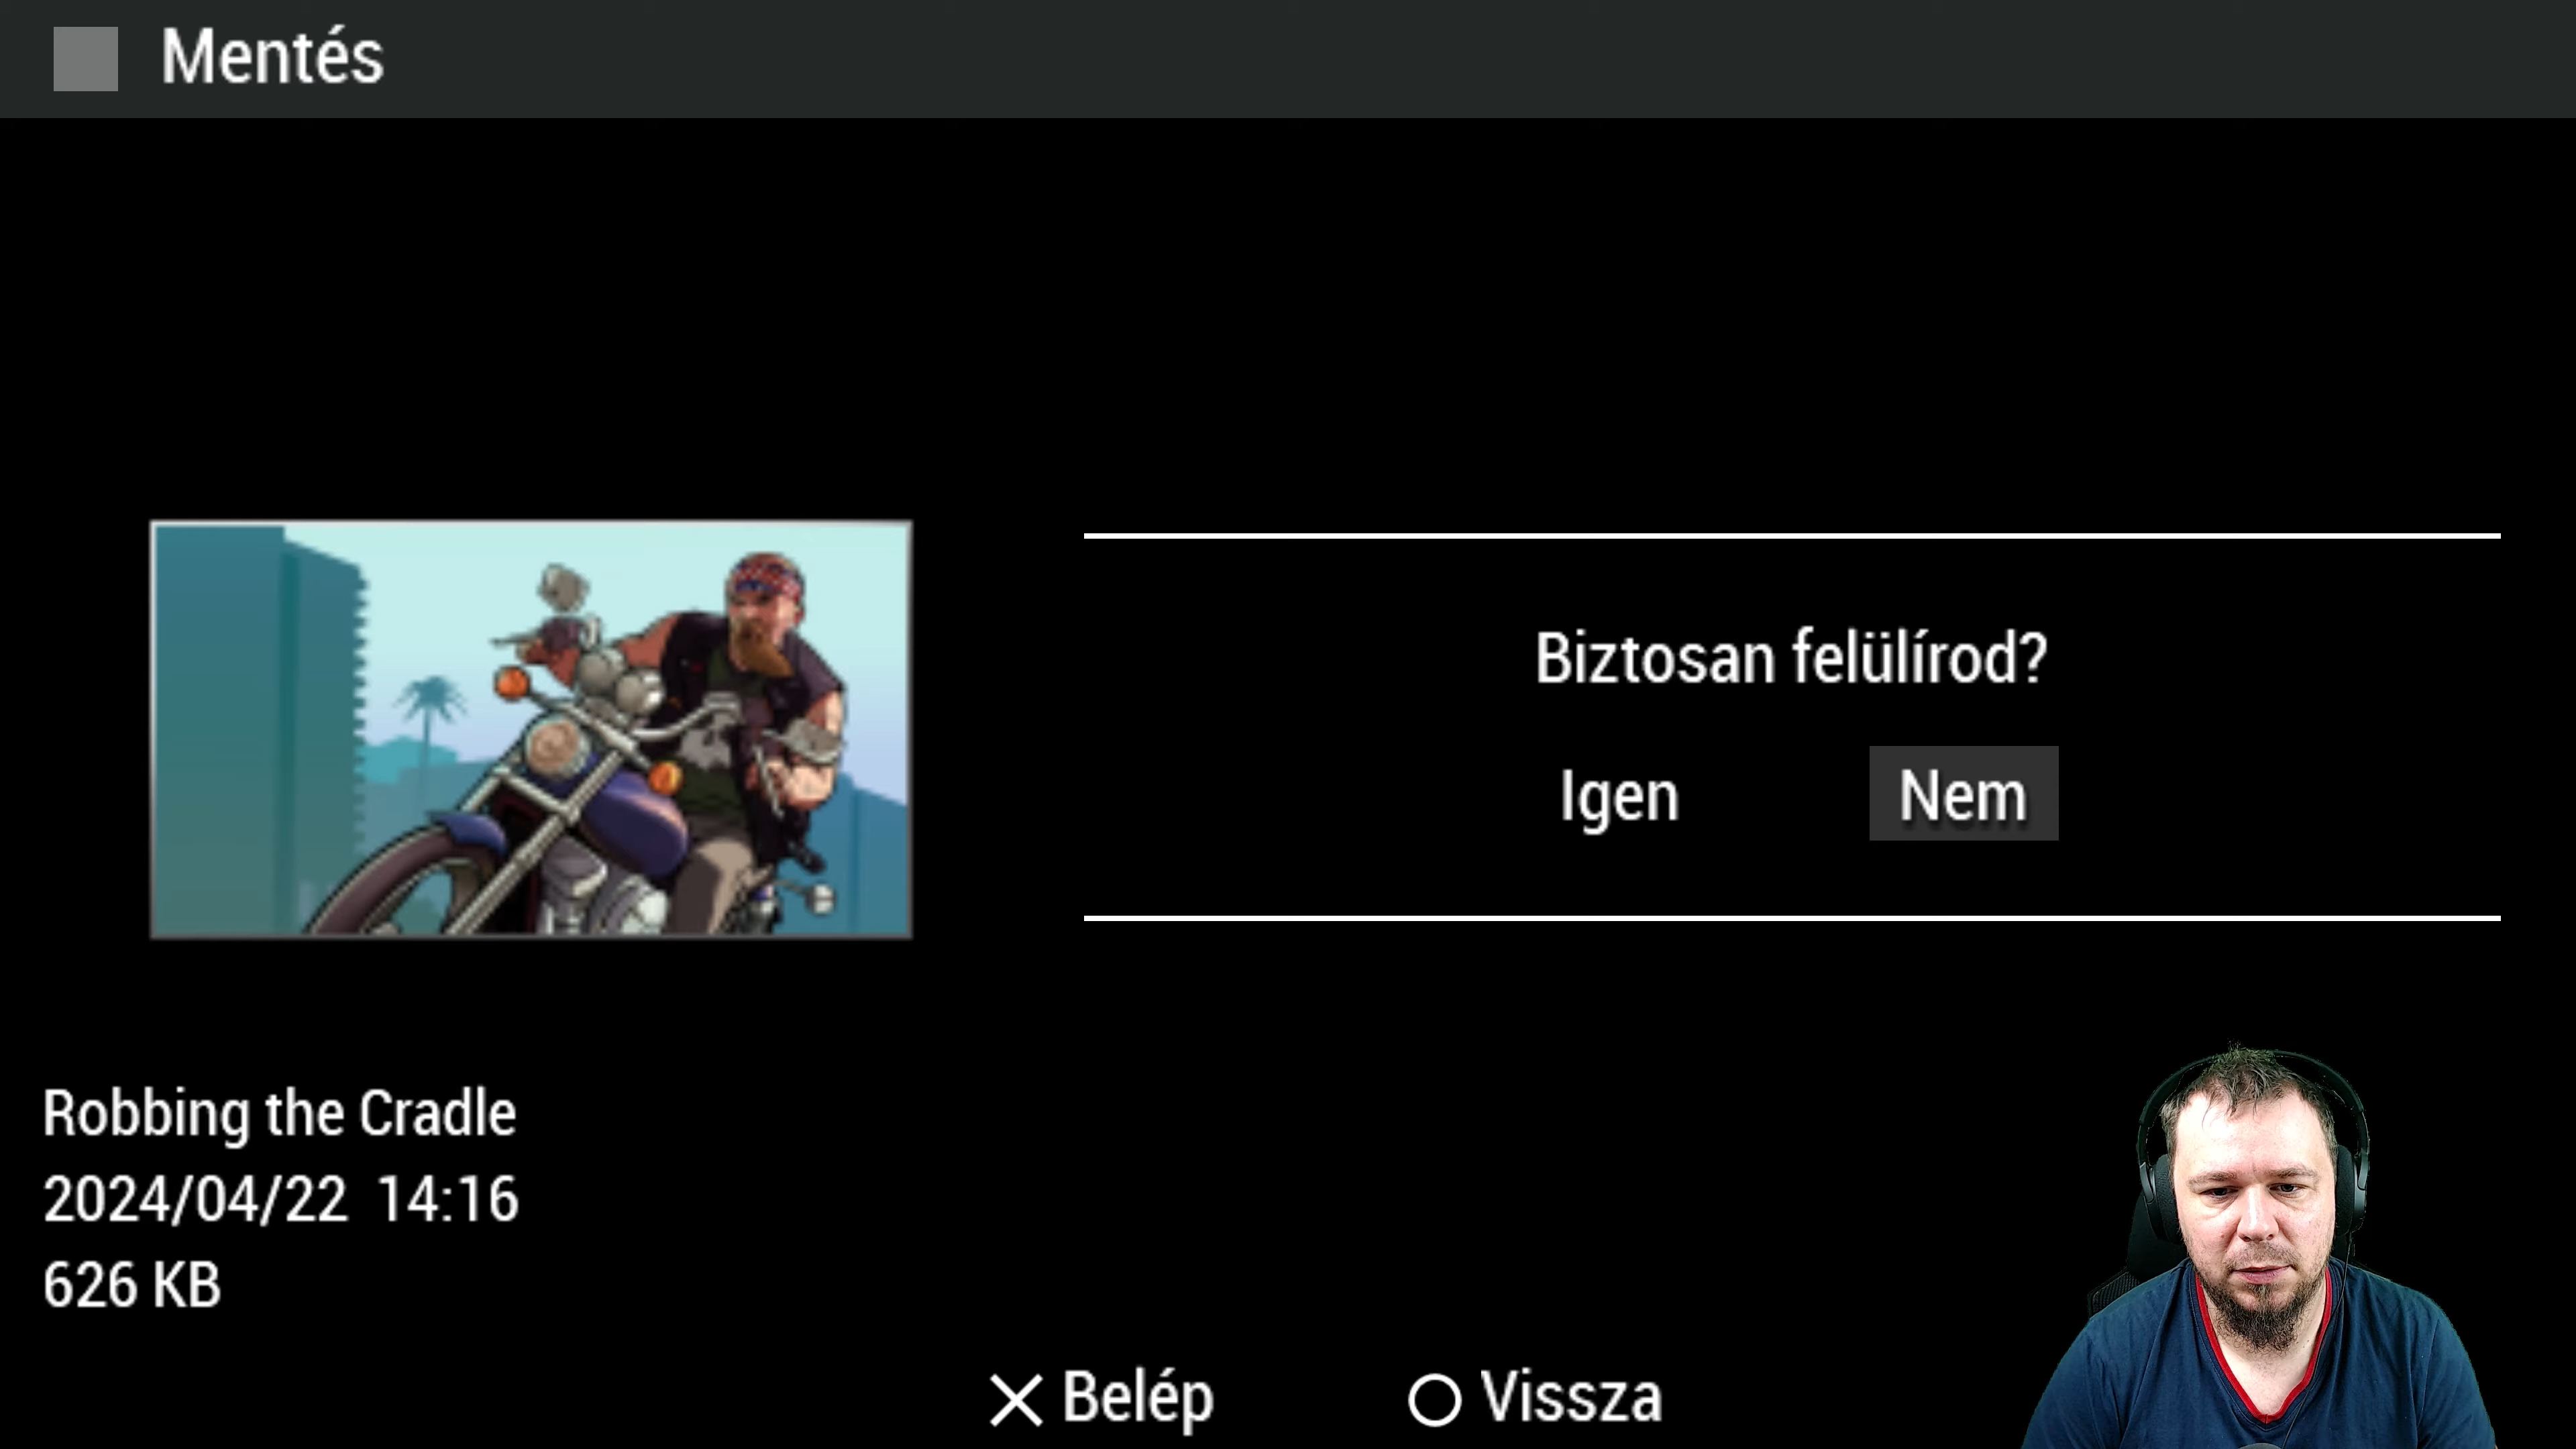 Mentés
Biztosan felülírod?
Igen Nem
Robbing the Cradle
2024/04/22 14:16
626 KB
Belép Vissza